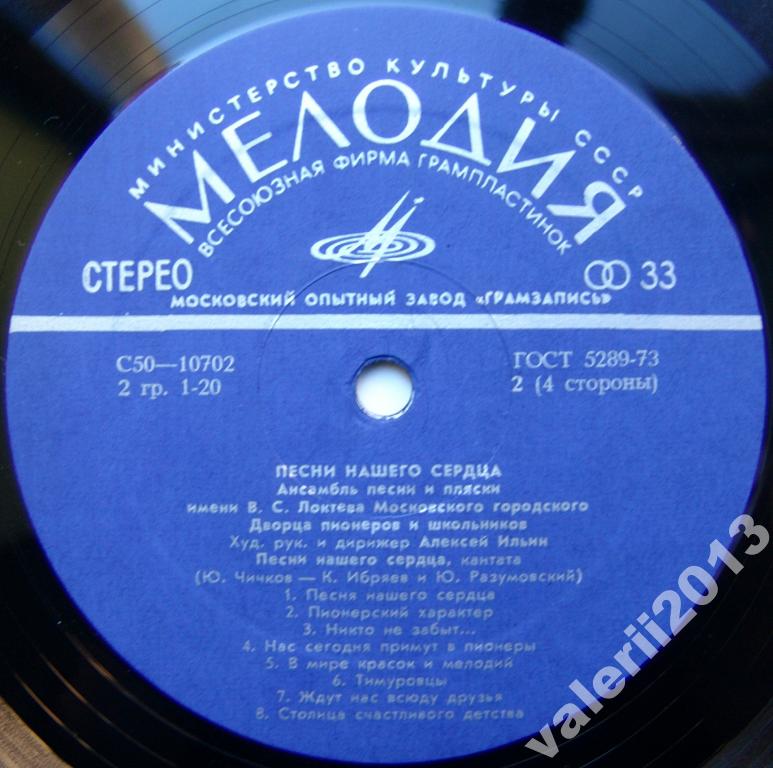 МИНИСТЕРСТВО КУЛЬТУРЫ СССР
МЕЛОДИЯ
ВСЕСОЮЗНАЯ ФИРМА ГРАМПЛАСТИНОК
СТЕРЕО
33
МОСКОВСКИЙ ОПЫТНЫЙ ЗАВОД «ГРАМЗАПИСЬ»
С50—10702
ГОСТ 5289-73
2 гр. 1-20
2 (4 стороны)
ПЕСНИ НАШЕГО СЕРДЦА
Ансамбль песни и пляски
имени В. С. Локтева Московского городского
Дворца пионеров и школьников
Худ. рук. и дирижер Алексей Ильин
Песни нашего сердца, кантата
(Ю. Чичков — К. Ибряев и Ю. Разумовский)
1. Песня нашего сердца
2. Пионерский характер
3. Никто не забыт...
4. Нас сегодня примут в пионеры
5. В мире красок и мелодий
6. Тимуровцы
7. Ждут нас всюду друзья
8. Столица счастливого детства
valerii2013